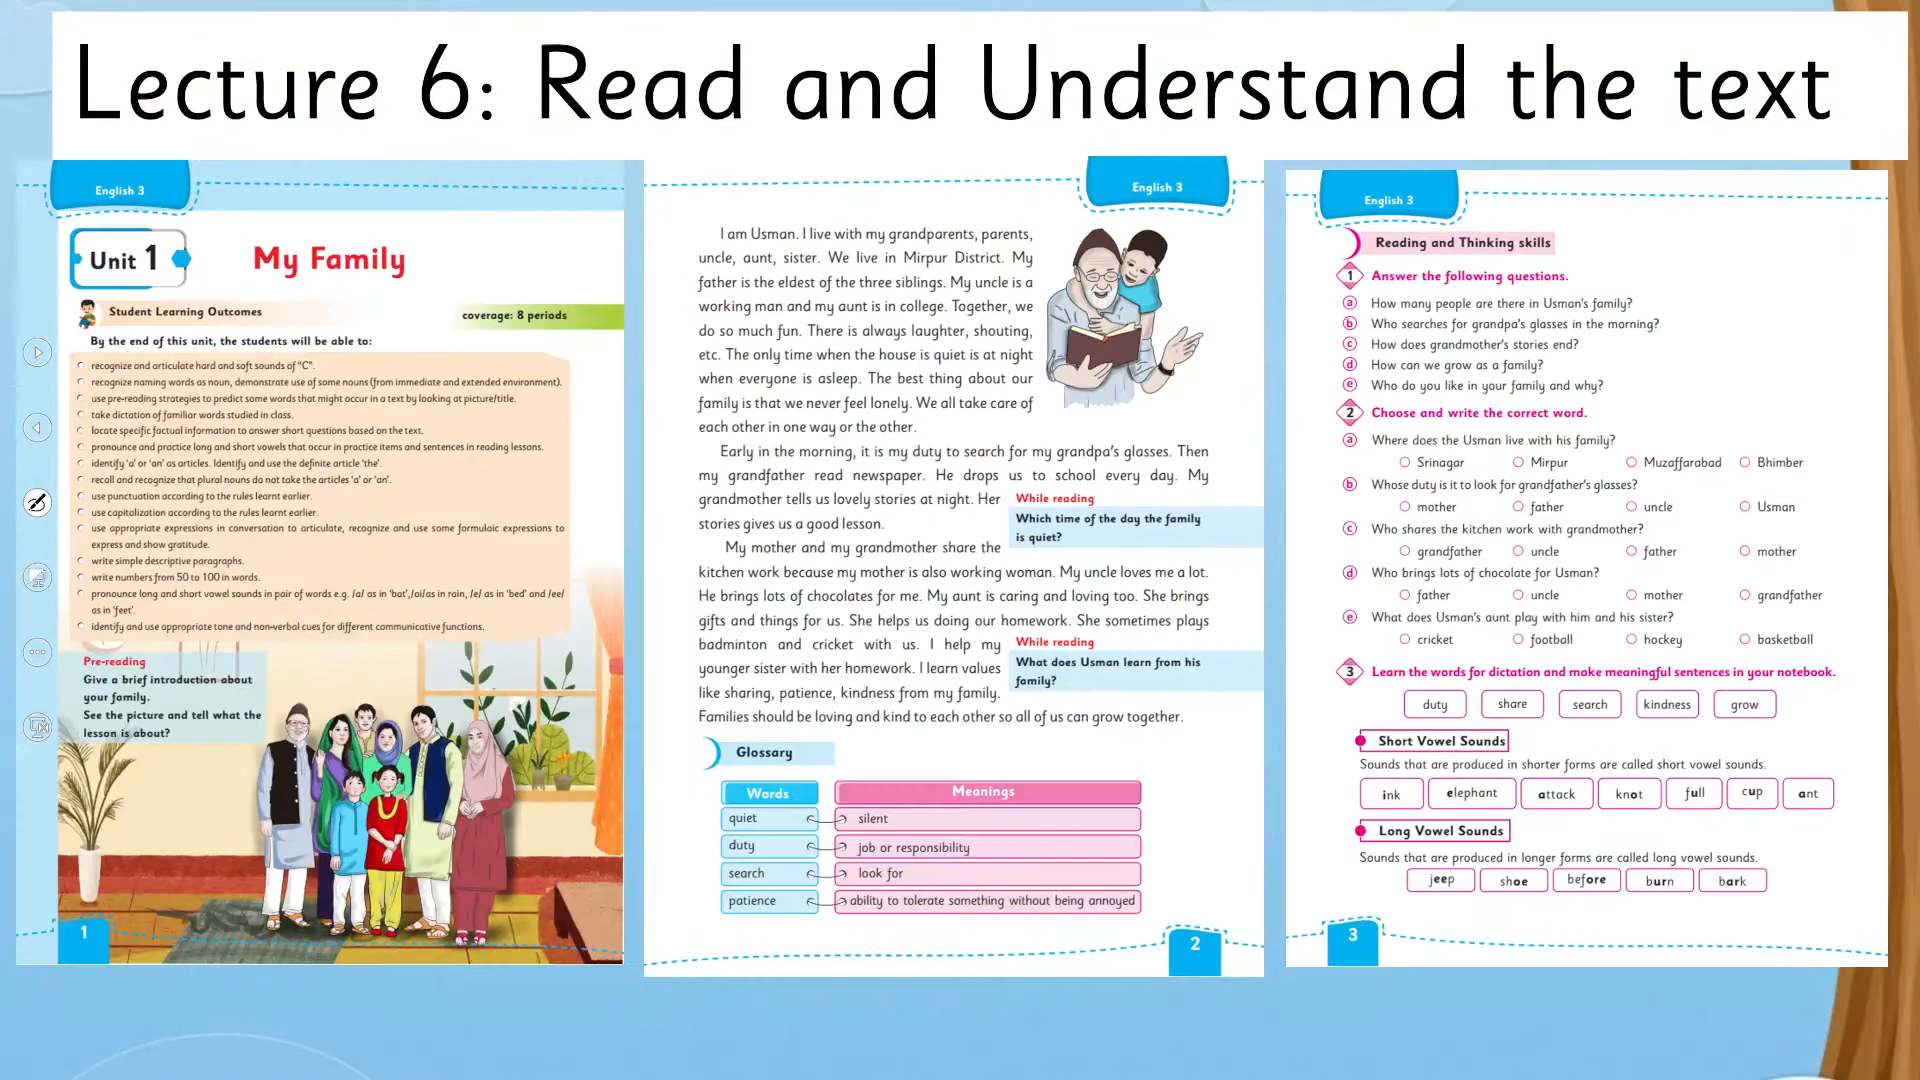 Lecture 6: Read and Understand the text
English 3
Unit 1
My Family
Student Learning Outcomes
coverage: 8 periods
By the end of this unit, the students will be able to:
recognize and articulate hard and soft sounds of "C".
recognize naming words as noun, demonstrate use of some nouns (from immediate and extended environment).
use pre-reading strategies to predict some words that might occur in a text by looking at picture/title.
take dictation of familiar words studied in class.
locate specific factual information to answer short questions based on the text.
pronounce and practice long and short vowels that occur in practice items and sentences in reading lessons.
identify 'a' or 'an' as articles. Identify and use the definite article 'the'.
recall and recognize that plural nouns do not take the articles 'a' or 'an'.
use punctuation according to the rules learnt earlier.
use capitalization according to the rules learnt earlier.
use appropriate expressions in conversation to articulate, recognize and use some formulaic expressions to
express and show gratitude.
write simple descriptive paragraphs.
write numbers from 50 to 100 in words.
pronounce long and short vowel sounds in pair of words e.g. /a/ as in 'bat',/ai/as in rain, /e/ as in 'bed' and /ee/
as in 'feet'.
identify and use appropriate tone and non-verbal cues for different communicative functions.
Pre-reading
Give a brief introduction about
your family.
See the picture and tell what the
lesson is about?
1
English 3
I am Usman. I live with my grandparents, parents,
uncle, aunt, sister. We live in Mirpur District. My
father is the eldest of the three siblings. My uncle is a
working man and my aunt is in college. Together, we
do so much fun. There is always laughter, shouting,
etc. The only time when the house is quiet is at night
when everyone is asleep. The best thing about our
family is that we never feel lonely. We all take care of
each other in one way or the other.
Early in the morning, it is my duty to search for my grandpa's glasses. Then
my grandfather read newspaper. He drops us to school every day. My
grandmother tells us lovely stories at night. Her
stories gives us a good lesson.
While reading
Which time of the day the family
is quiet?
My mother and my grandmother share the
kitchen work because my mother is also working woman. My uncle loves me a lot.
He brings lots of chocolates for me. My aunt is caring and loving too. She brings
gifts and things for us. She helps us doing our homework. She sometimes plays
badminton and cricket with us. I help my
younger sister with her homework. I learn values
like sharing, patience, kindness from my family.
While reading
What does Usman learn from his
family?
Families should be loving and kind to each other so all of us can grow together.
Glossary
Words Meanings
quiet silent
duty job or responsibility
search look for
patience ability to tolerate something without being annoyed
2
English 3
Reading and Thinking skills
1 Answer the following questions.
a How many people are there in Usman's family?
b Who searches for grandpa's glasses in the morning?
c How does grandmother's stories end?
d How can we grow as a family?
e Who do you like in your family and why?
2 Choose and write the correct word.
a Where does the Usman live with his family?
Srinagar Mirpur Muzaffarabad Bhimber
b Whose duty is it to look for grandfather's glasses?
mother father uncle Usman
c Who shares the kitchen work with grandmother?
grandfather uncle father mother
d Who brings lots of chocolate for Usman?
father uncle mother grandfather
e What does Usman's aunt play with him and his sister?
cricket football hockey basketball
3 Learn the words for dictation and make meaningful sentences in your notebook.
duty share search kindness grow
Short Vowel Sounds
Sounds that are produced in shorter forms are called short vowel sounds.
ink elephant attack knot full cup ant
Long Vowel Sounds
Sounds that are produced in longer forms are called long vowel sounds.
jeep shoe before burn bark
3